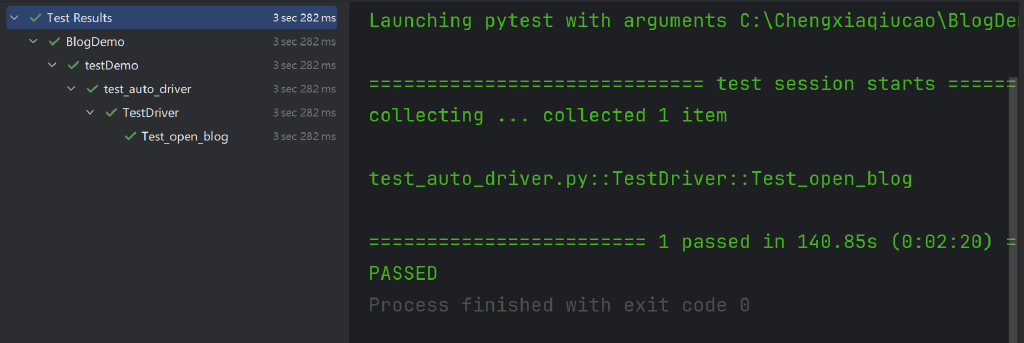 Test Results 3 sec 282 ms
BlogDemo 3 sec 282 ms
testDemo 3 sec 282 ms
test_auto_driver 3 sec 282 ms
TestDriver 3 sec 282 ms
Test_open_blog 3 sec 282 ms
Launching pytest with arguments C:\Chengxiaqiucao\BlogDe
============================= test session starts ======
collecting ... collected 1 item
test_auto_driver.py::TestDriver::Test_open_blog
======================== 1 passed in 140.85s (0:02:20) =
PASSED
Process finished with exit code 0